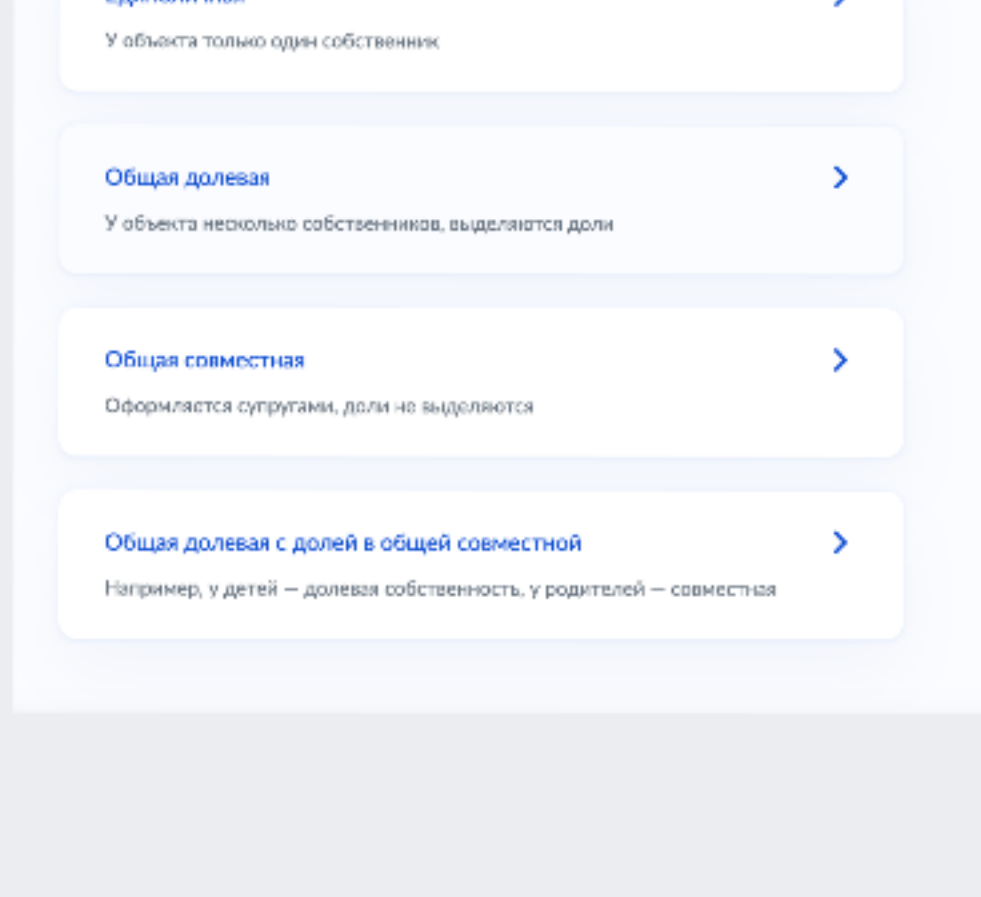 У объекта только один собственник
Общая долевая
У объекта несколько собственников, выделяются доли
Общая совместная
Оформляется супругами, доли не выделяются
Общая долевая с долей в общей совместной
Например, у детей — долевая собственность, у родителей — совместная